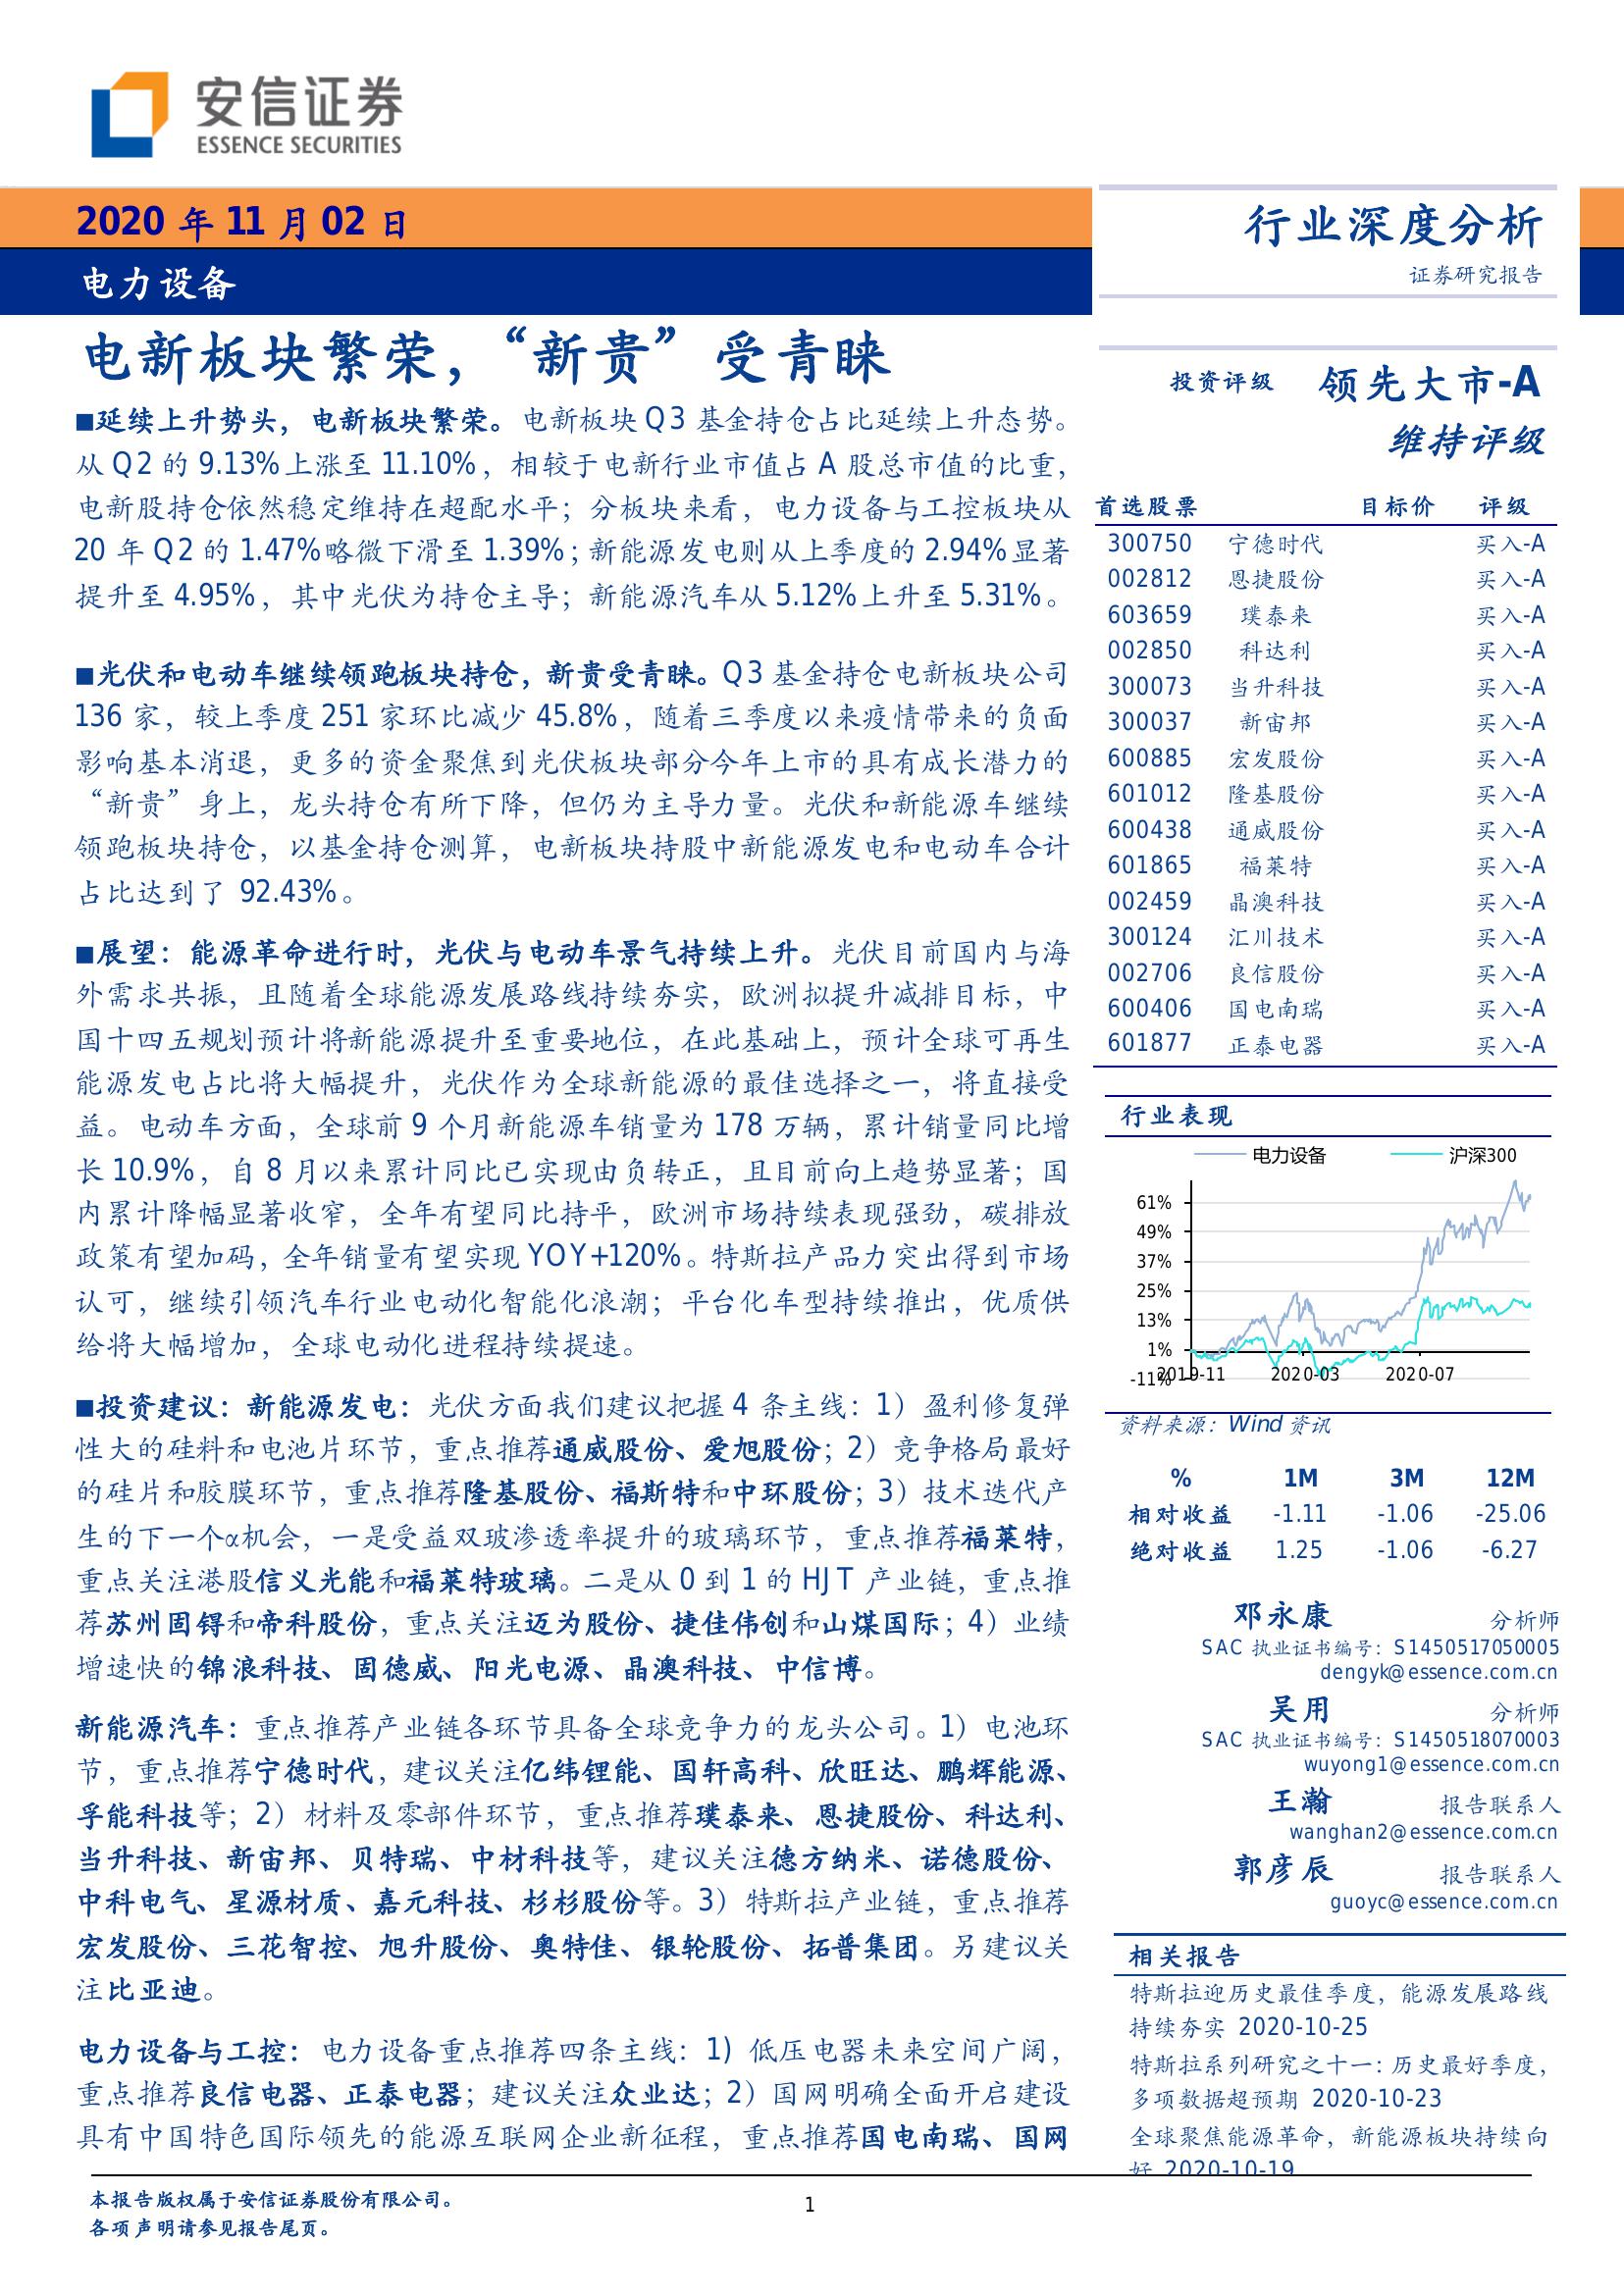 安信证券
ESSENCE SECURITIES
2020 年 11 月 02 日
电力设备
行业深度分析
证券研究报告
电新板块繁荣，“新贵”受青睐
■延续上升势头，电新板块繁荣。电新板块 Q3 基金持仓占比延续上升态势。
从 Q2 的 9.13%上涨至 11.10%，相较于电新行业市值占 A 股总市值的比重，
电新股持仓依然稳定维持在超配水平；分板块来看，电力设备与工控板块从
20 年 Q2 的 1.47%略微下滑至 1.39%；新能源发电则从上季度的 2.94%显著
提升至 4.95%，其中光伏为持仓主导；新能源汽车从 5.12%上升至 5.31%。
■光伏和电动车继续领跑板块持仓，新贵受青睐。Q3 基金持仓电新板块公司
136 家，较上季度 251 家环比减少 45.8%，随着三季度以来疫情带来的负面
影响基本消退，更多的资金聚焦到光伏板块部分今年上市的具有成长潜力的
“新贵”身上，龙头持仓有所下降，但仍为主导力量。光伏和新能源车继续
领跑板块持仓，以基金持仓测算，电新板块持股中新能源发电和电动车合计
占比达到了 92.43%。
■展望：能源革命进行时，光伏与电动车景气持续上升。光伏目前国内与海
外需求共振，且随着全球能源发展路线持续夯实，欧洲拟提升减排目标，中
国十四五规划预计将新能源提升至重要地位，在此基础上，预计全球可再生
能源发电占比将大幅提升，光伏作为全球新能源的最佳选择之一，将直接受
益。电动车方面，全球前 9 个月新能源车销量为 178 万辆，累计销量同比增
长 10.9%，自 8 月以来累计同比已实现由负转正，且目前向上趋势显著；国
内累计降幅显著收窄，全年有望同比持平，欧洲市场持续表现强劲，碳排放
政策有望加码，全年销量有望实现 YOY+120%。特斯拉产品力突出得到市场
认可，继续引领汽车行业电动化智能化浪潮；平台化车型持续推出，优质供
给将大幅增加，全球电动化进程持续提速。
■投资建议：新能源发电：光伏方面我们建议把握 4 条主线：1）盈利修复弹
性大的硅料和电池片环节，重点推荐通威股份、爱旭股份；2）竞争格局最好
的硅片和胶膜环节，重点推荐隆基股份、福斯特和中环股份；3）技术迭代产
生的下一个α机会，一是受益双玻渗透率提升的玻璃环节，重点推荐福莱特，
重点关注港股信义光能和福莱特玻璃。二是从 0 到 1 的 HJT 产业链，重点推
荐苏州固锝和帝科股份，重点关注迈为股份、捷佳伟创和山煤国际；4）业绩
增速快的锦浪科技、固德威、阳光电源、晶澳科技、中信博。
新能源汽车：重点推荐产业链各环节具备全球竞争力的龙头公司。1）电池环
节，重点推荐宁德时代，建议关注亿纬锂能、国轩高科、欣旺达、鹏辉能源、
孚能科技等；2）材料及零部件环节，重点推荐璞泰来、恩捷股份、科达利、
当升科技、新宙邦、贝特瑞、中材科技等，建议关注德方纳米、诺德股份、
中科电气、星源材质、嘉元科技、杉杉股份等。3）特斯拉产业链，重点推荐
宏发股份、三花智控、旭升股份、奥特佳、银轮股份、拓普集团。另建议关
注比亚迪。
电力设备与工控：电力设备重点推荐四条主线：1）低压电器未来空间广阔，
重点推荐良信电器、正泰电器；建议关注众业达；2）国网明确全面开启建设
具有中国特色国际领先的能源互联网企业新征程，重点推荐国电南瑞、国网
投资评级 领先大市-A
维持评级
首选股票 目标价 评级
300750 宁德时代 买入-A
002812 恩捷股份 买入-A
603659 璞泰来 买入-A
002850 科达利 买入-A
300073 当升科技 买入-A
300037 新宙邦 买入-A
600885 宏发股份 买入-A
601012 隆基股份 买入-A
600438 通威股份 买入-A
601865 福莱特 买入-A
002459 晶澳科技 买入-A
300124 汇川技术 买入-A
002706 良信股份 买入-A
600406 国电南瑞 买入-A
601877 正泰电器 买入-A
行业表现
电力设备 沪深300
61%
49%
37%
25%
13%
1%
-11%
2019-11 2020-03 2020-07
资料来源：Wind 资讯
% 1M 3M 12M
相对收益 -1.11 -1.06 -25.06
绝对收益 1.25 -1.06 -6.27
邓永康 分析师
SAC 执业证书编号：S1450517050005
dengyk@essence.com.cn
吴用 分析师
SAC 执业证书编号：S1450518070003
wuyong1@essence.com.cn
王瀚 报告联系人
wanghan2@essence.com.cn
郭彦辰 报告联系人
guoyc@essence.com.cn
相关报告
特斯拉迎历史最佳季度，能源发展路线
持续夯实 2020-10-25
特斯拉系列研究之十一：历史最好季度，
多项数据超预期 2020-10-23
全球聚焦能源革命，新能源板块持续向
好 2020-10-19
本报告版权属于安信证券股份有限公司。
各项声明请参见报告尾页。
1